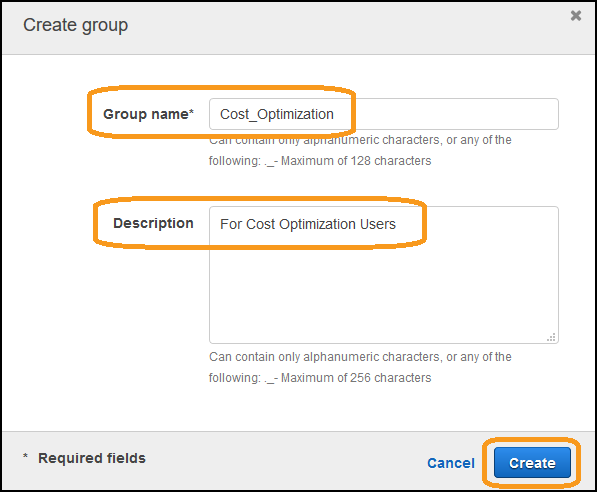 Create group
Group name* Cost_Optimization
Can contain only alphanumeric characters, or any of the
following: ._- Maximum of 128 characters
Description For Cost Optimization Users
Can contain only alphanumeric characters, or any of the
following: ._- Maximum of 256 characters
* Required fields Cancel Create